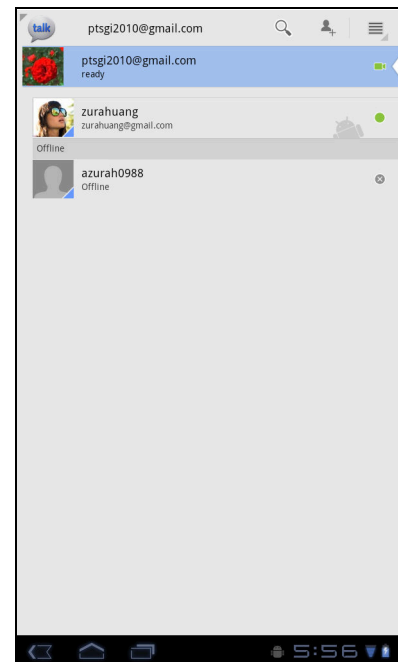 talk
ptsgi2010@gmail.com
ptsgi2010@gmail.com
ready
zurahuang
zurahuang@gmail.com
Offline
azurah0988
Offline
5:56